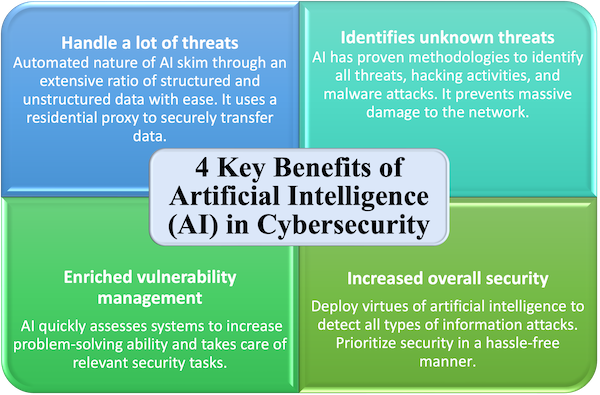 Handle a lot of threats
Automated nature of AI skim through an
extensive ratio of structured and
unstructured data with ease. It uses a
residential proxy to securely transfer
data.
Identifies unknown threats
AI has proven methodologies to identify
all threats, hacking activities, and
malware attacks. It prevents massive
damage to the network.
4 Key Benefits of
Artificial Intelligence
(AI) in Cybersecurity
Enriched vulnerability
management
AI quickly assesses systems to increase
problem-solving ability and takes care of
relevant security tasks.
Increased overall security
Deploy virtues of artificial intelligence to
detect all types of information attacks.
Prioritize security in a hassle-free
manner.